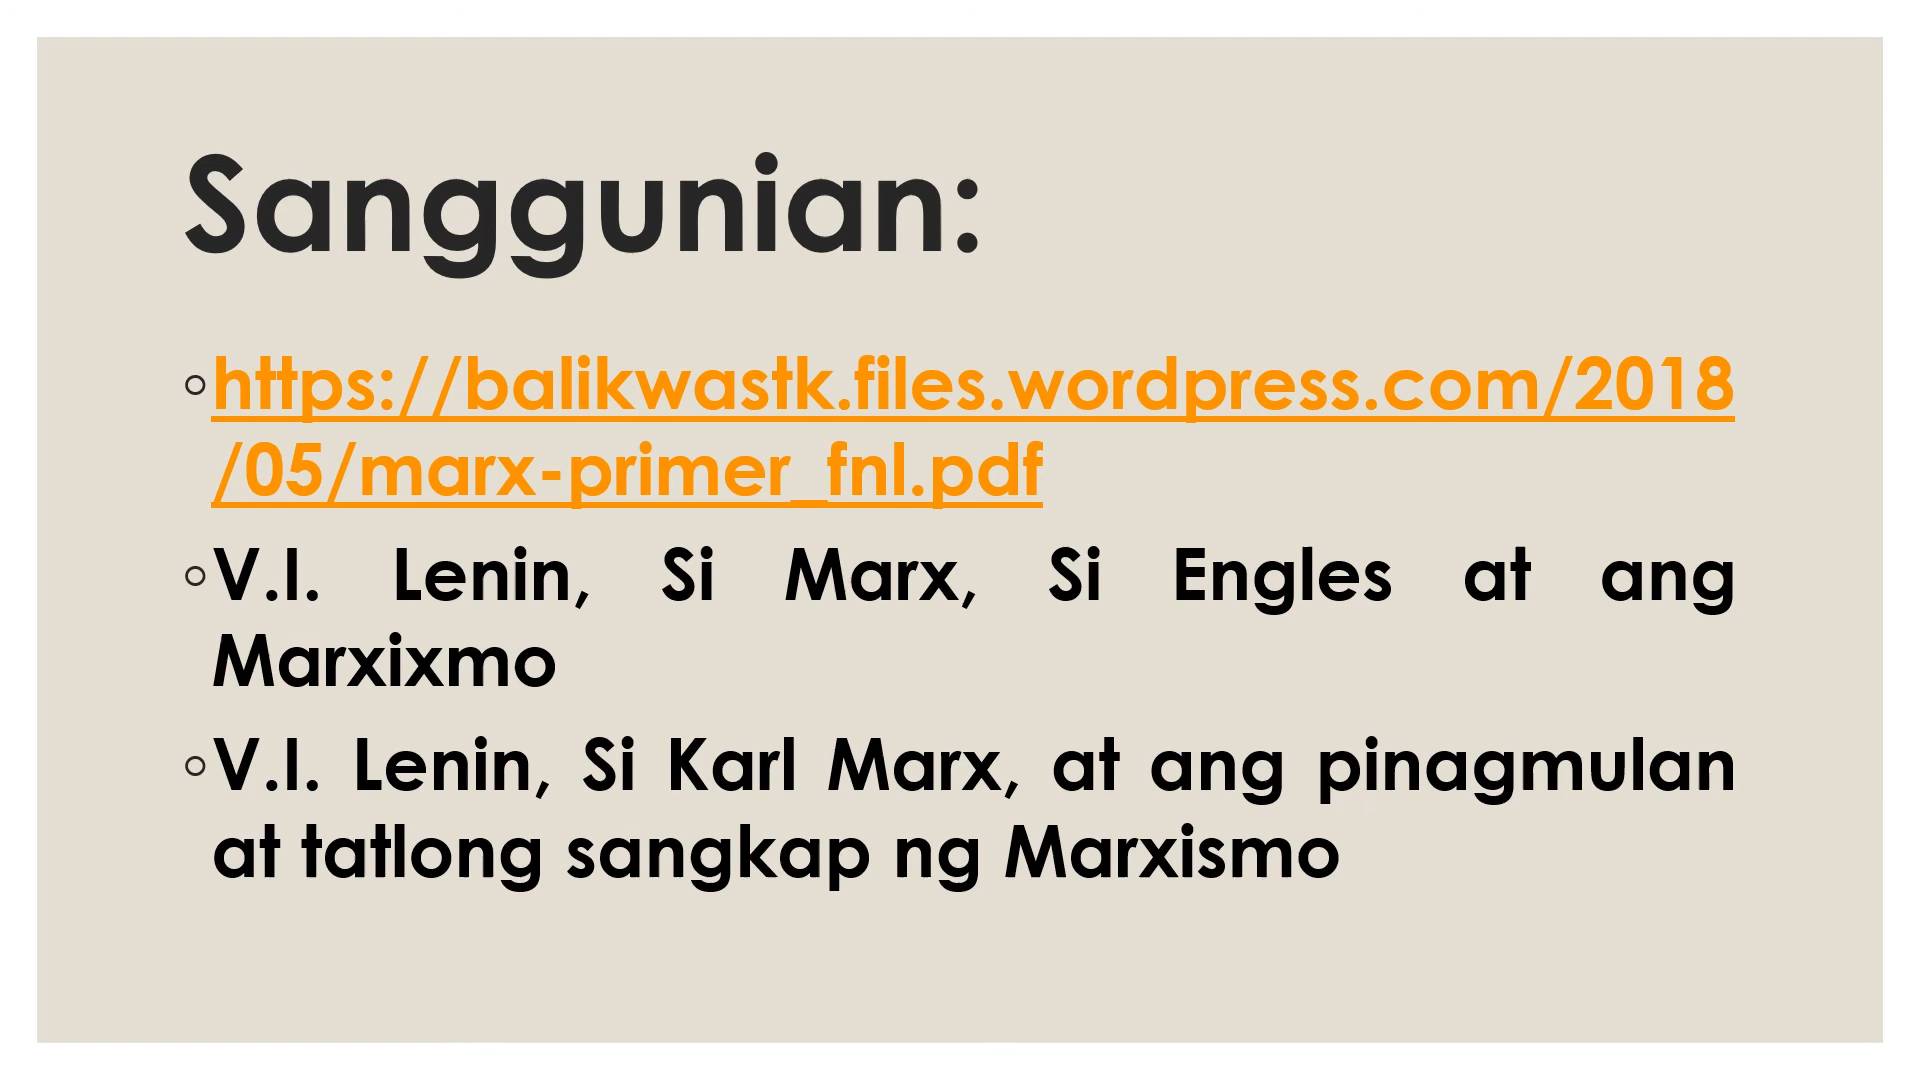 Sanggunian:
◦https://balikwastk.files.wordpress.com/2018
/05/marx-primer_fnl.pdf
◦V.I. Lenin, Si Marx, Si Engles at ang
Marxixmo
◦V.I. Lenin, Si Karl Marx, at ang pinagmulan
at tatlong sangkap ng Marxismo